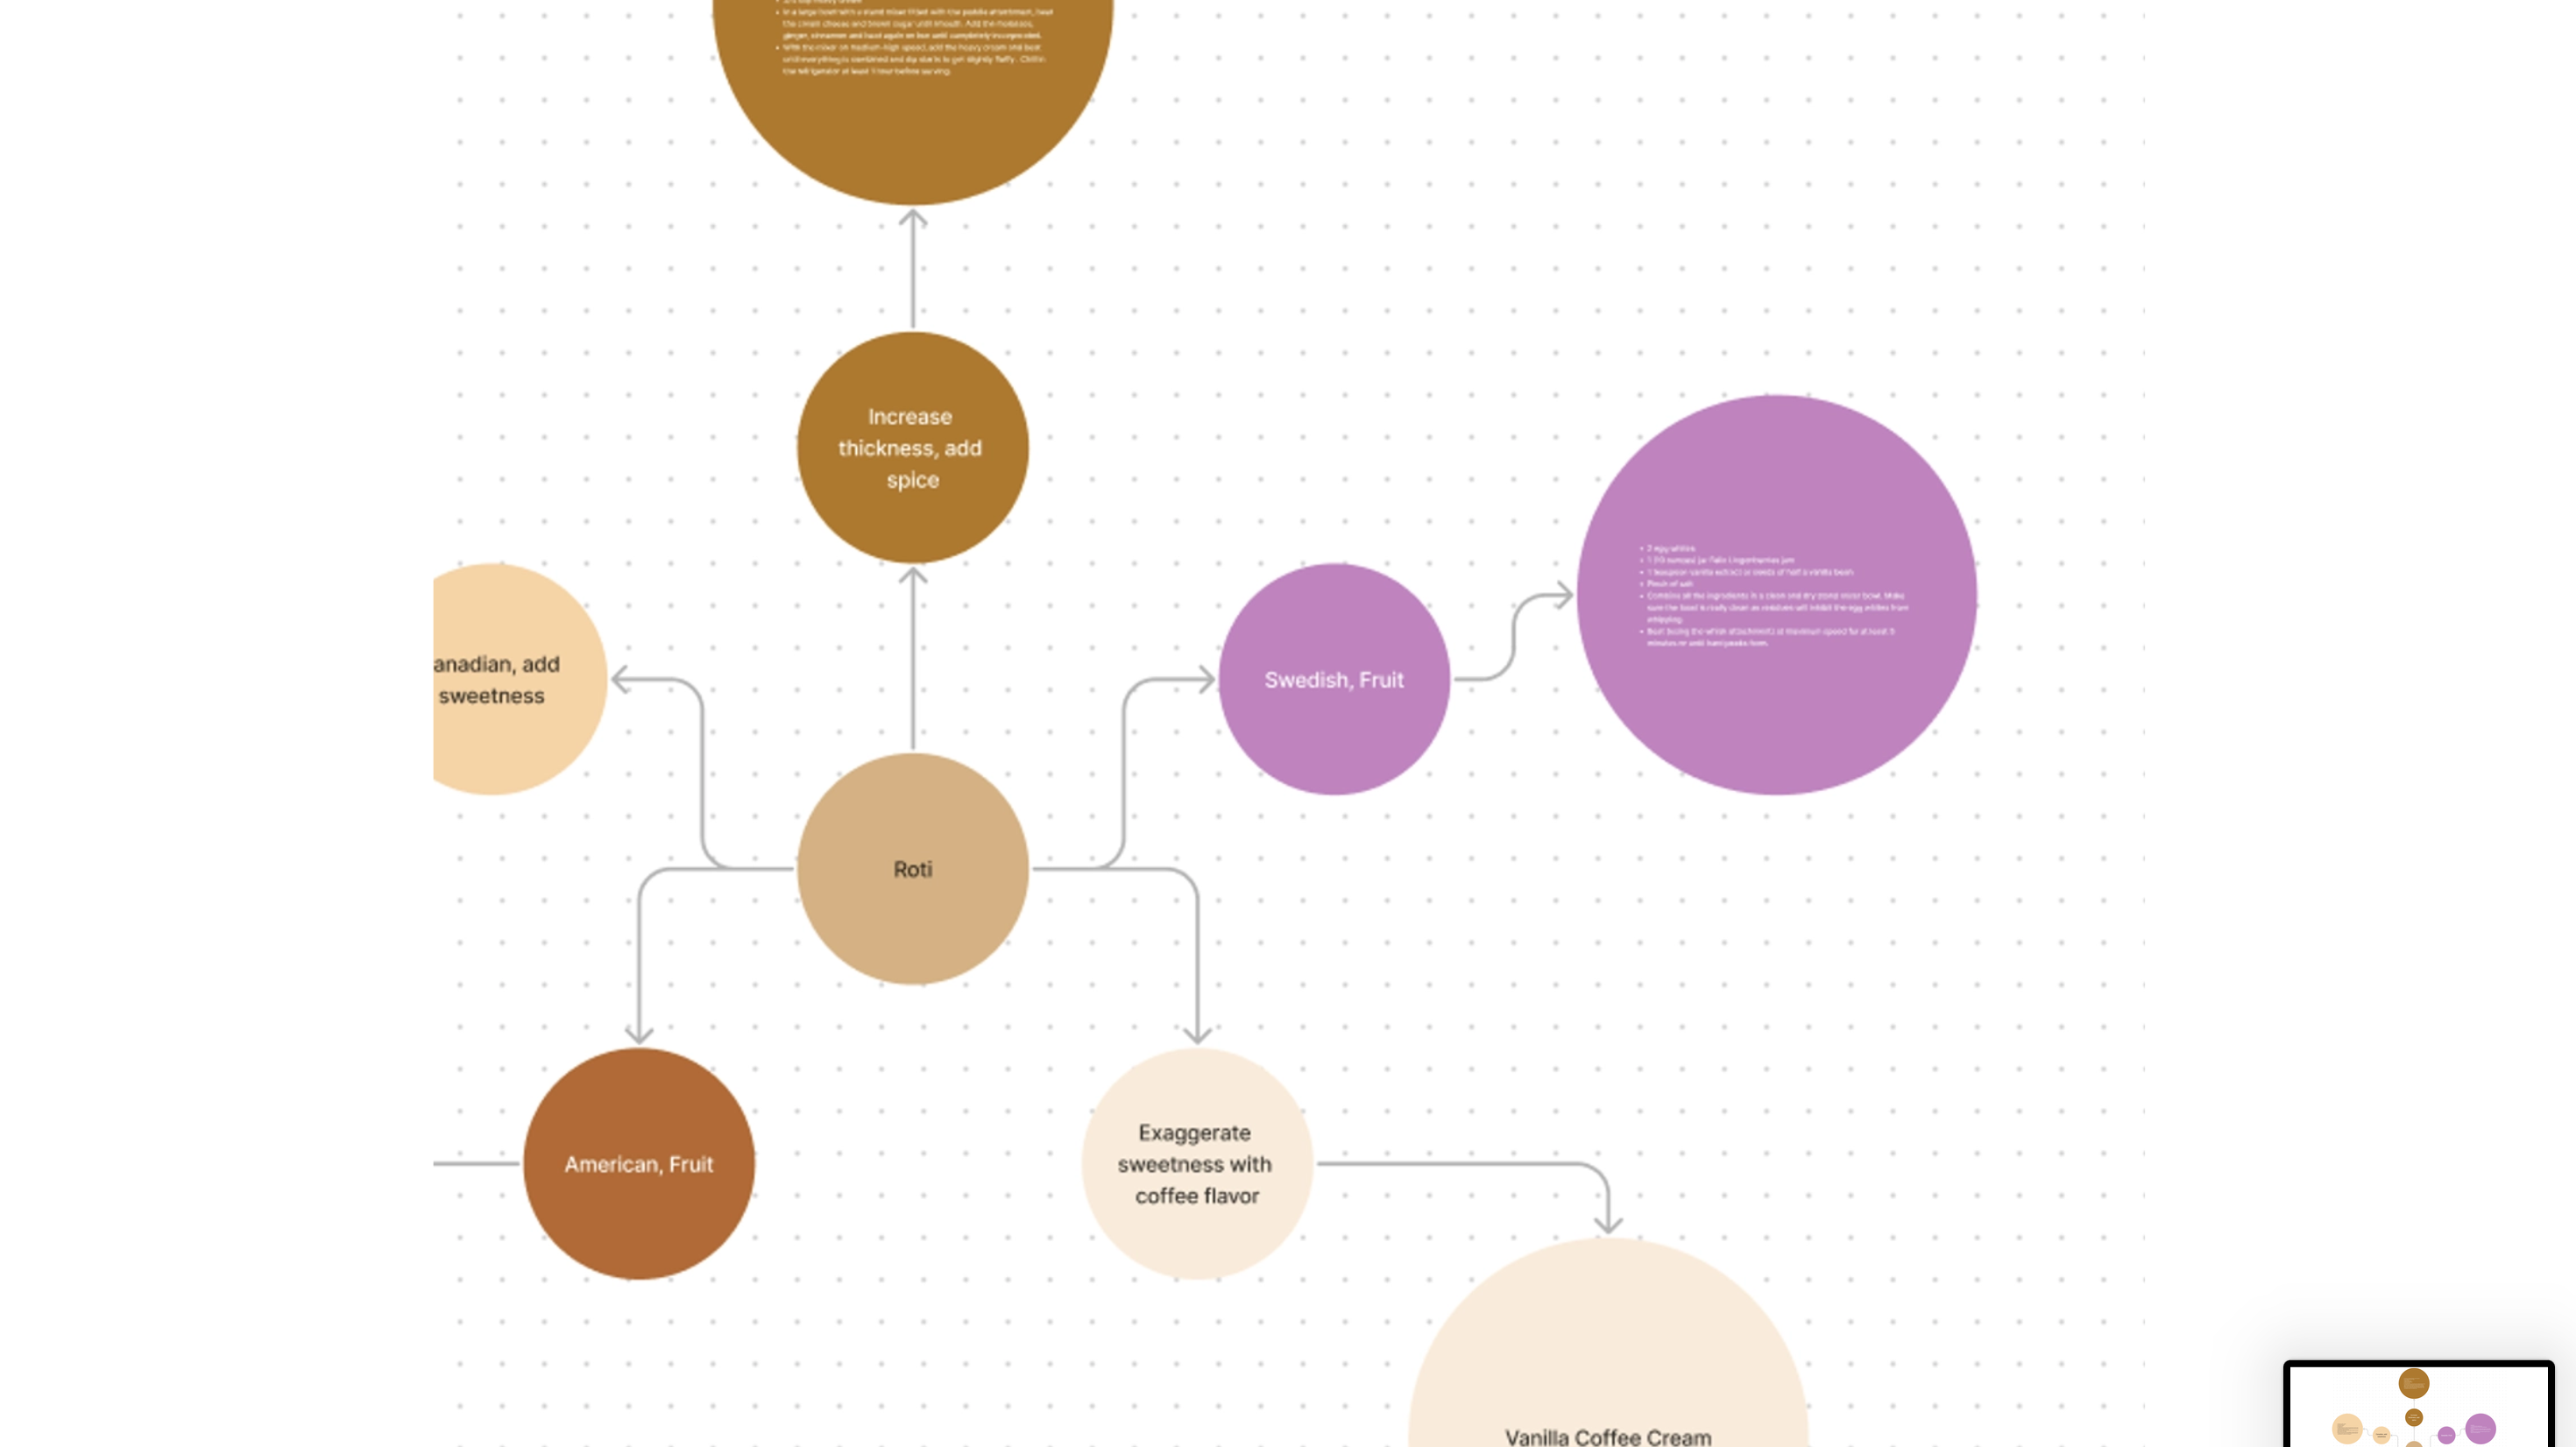 In a large bowl with a stand mixer fitted with the paddle attachment, beat
the cream cheese and brown sugar until smooth. Add the molasses,
ginger, cinnamon and beat again on low until completely incorporated.
With the mixer on medium-high speed, add the heavy cream and beat
until everything is combined and dip starts to get slightly fluffy. Chill in
the refrigerator at least 1 hour before serving.
Increase
thickness, add
spice
2 egg whites
1 (10 ounces) jar Felix Lingonberries jam
1 teaspoon vanilla extract or seeds of half a vanilla bean
Pinch of salt
Combine all the ingredients in a clean and dry stand mixer bowl. Make
sure the bowl is really clean as residues will inhibit the egg whites from
whipping.
Beat (using the whisk attachment) at maximum speed for at least 5
minutes or until hard peaks form.
anadian, add
sweetness
Swedish, Fruit
Roti
American, Fruit
Exaggerate
sweetness with
coffee flavor
Vanilla Coffee Cream